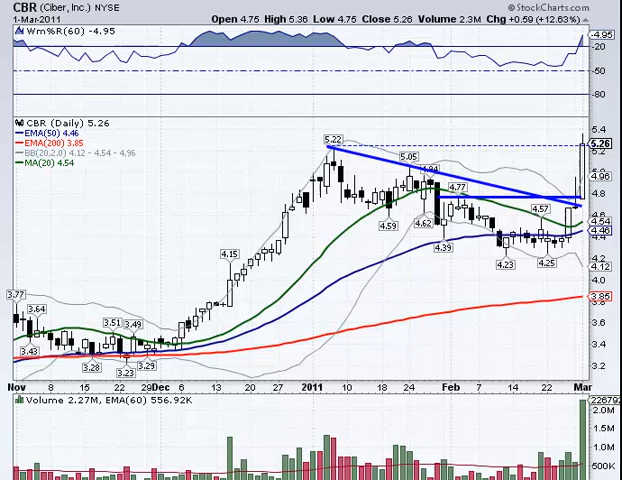 CBR (Ciber, Inc.) NYSE
© StockCharts.com
1-Mar-2011
Open 4.75 High 5.36 Low 4.75 Close 5.26 Volume 2.3M Chg +0.59 (+12.63%)
Wm%R(60) -4.95
-4.95
-20
-50
-80
CBR (Daily) 5.26
EMA(50) 4.46
EMA(200) 3.85
BB(20,2.0) 4.12 - 4.54 - 4.96
MA(20) 4.54
5.4
5.26
5.2
4.96
4.8
4.54
4.46
4.12
4.0
3.85
3.6
3.4
3.2
5.22
5.05
4.84
4.77
4.57
4.59
4.62
4.39
4.23
4.25
4.15
3.77
3.64
3.51
3.49
3.43
3.28
3.23
3.29
Nov 8 15 22 29 Dec 6 13 20 27 2011 10 18 24 Feb 7 14 22 Mar
Volume 2.27M, EMA(60) 556.92K
2.0M
1.5M
1.0M
500K